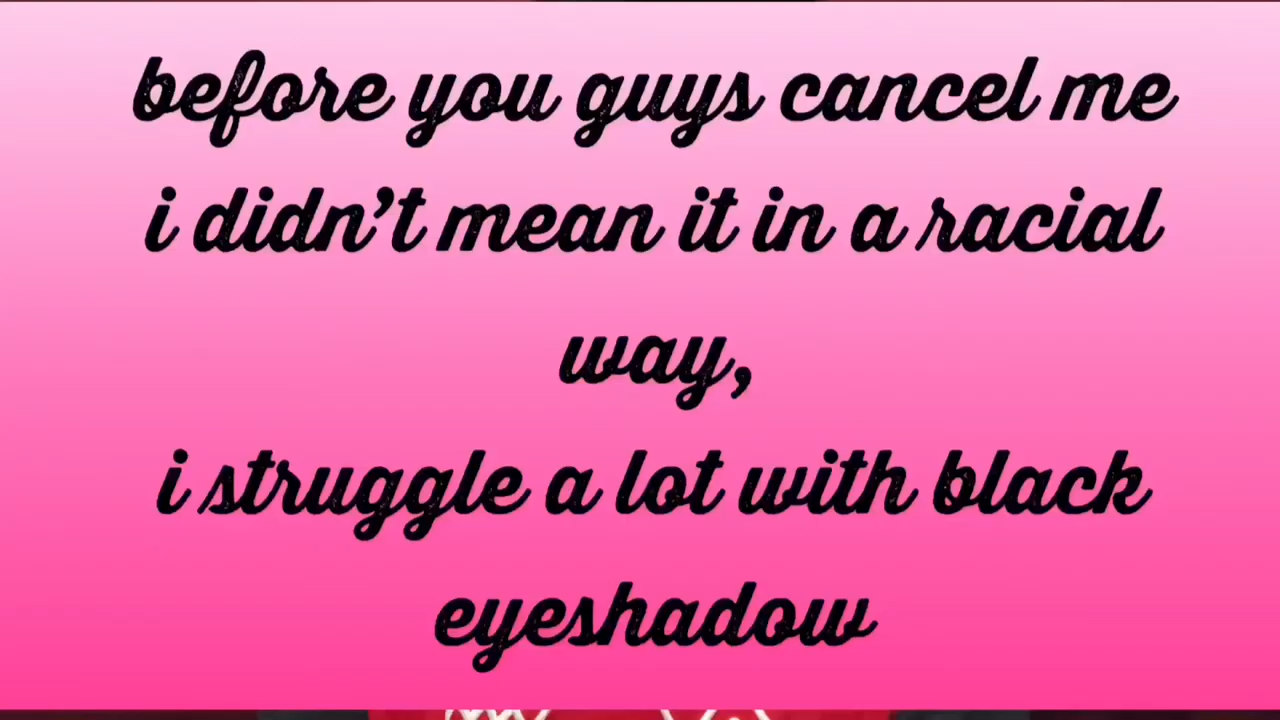 before you guys cancel me
i didn't mean it in a racial
way,
i struggle a lot with black
eyeshadow